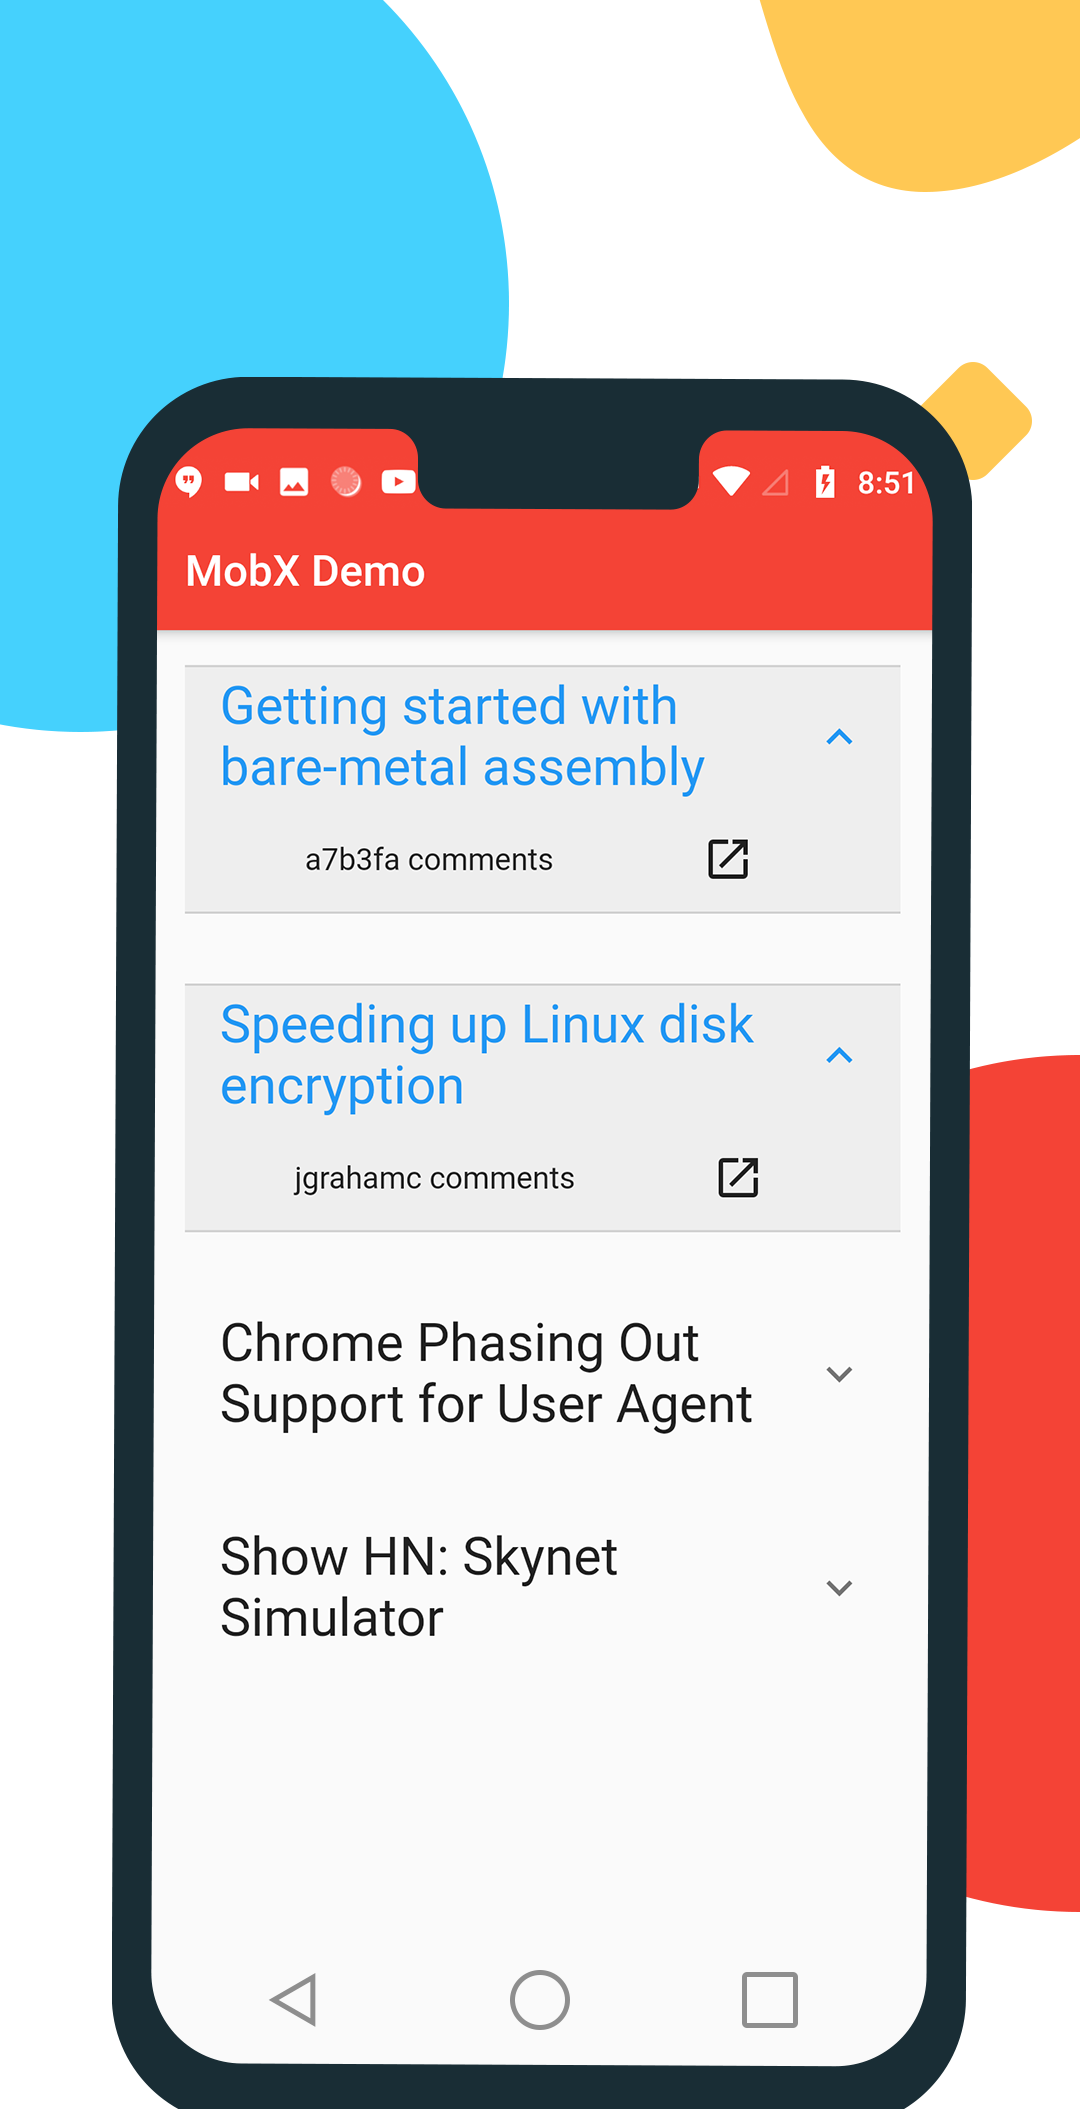 8:51
MobX Demo
Getting started with
bare-metal assembly
a7b3fa comments
Speeding up Linux disk
encryption
jgrahamc comments
Chrome Phasing Out
Support for User Agent
Show HN: Skynet
Simulator